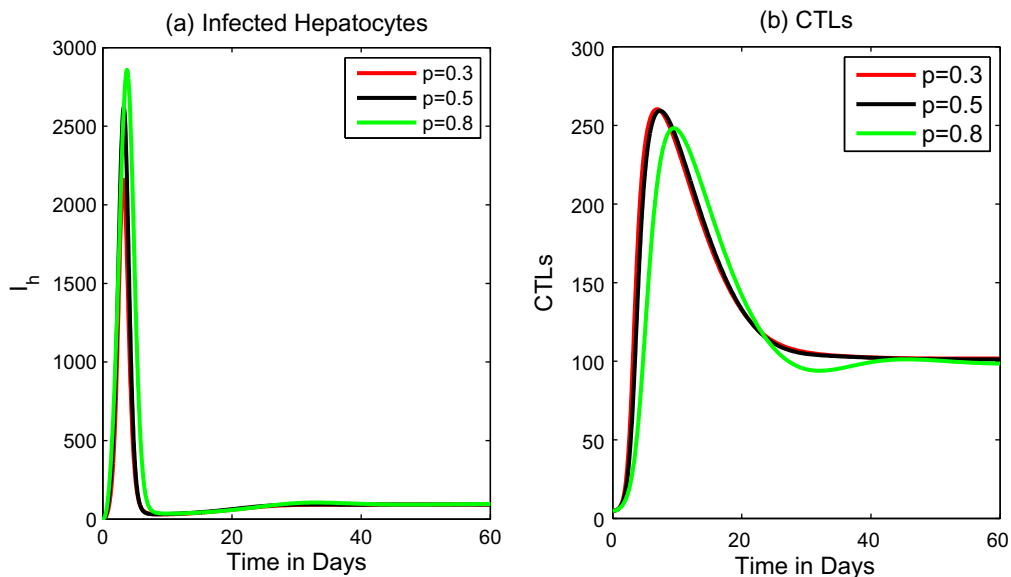 (a) Infected Hepatocytes
3000
2500
2000
1500
1000
500
0
I_h
0 20 40 60
Time in Days
p=0.3
p=0.5
p=0.8
(b) CTLs
300
250
200
150
100
50
0
CTLs
0 20 40 60
Time in Days
p=0.3
p=0.5
p=0.8